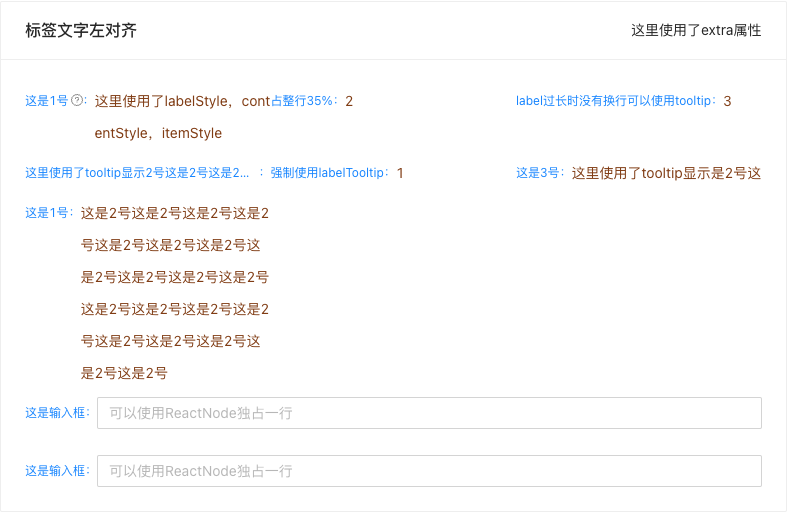 标签文字左对齐 这里使用了extra属性
这是1号?: 这里使用了labelStyle，cont 占整行35%: 2 label过长时没有换行可以使用tooltip: 3
entStyle，itemStyle
这里使用了tooltip显示2号这是2号这是2... : 强制使用labelTooltip: 1 这是3号: 这里使用了tooltip显示是2号这
这是1号: 这是2号这是2号这是2号这是2
号这是2号这是2号这是2号这
是2号这是2号这是2号这是2号
这是2号这是2号这是2号这是2
号这是2号这是2号这是2号这
是2号这是2号
这是输入框: 可以使用ReactNode独占一行
这是输入框: 可以使用ReactNode独占一行